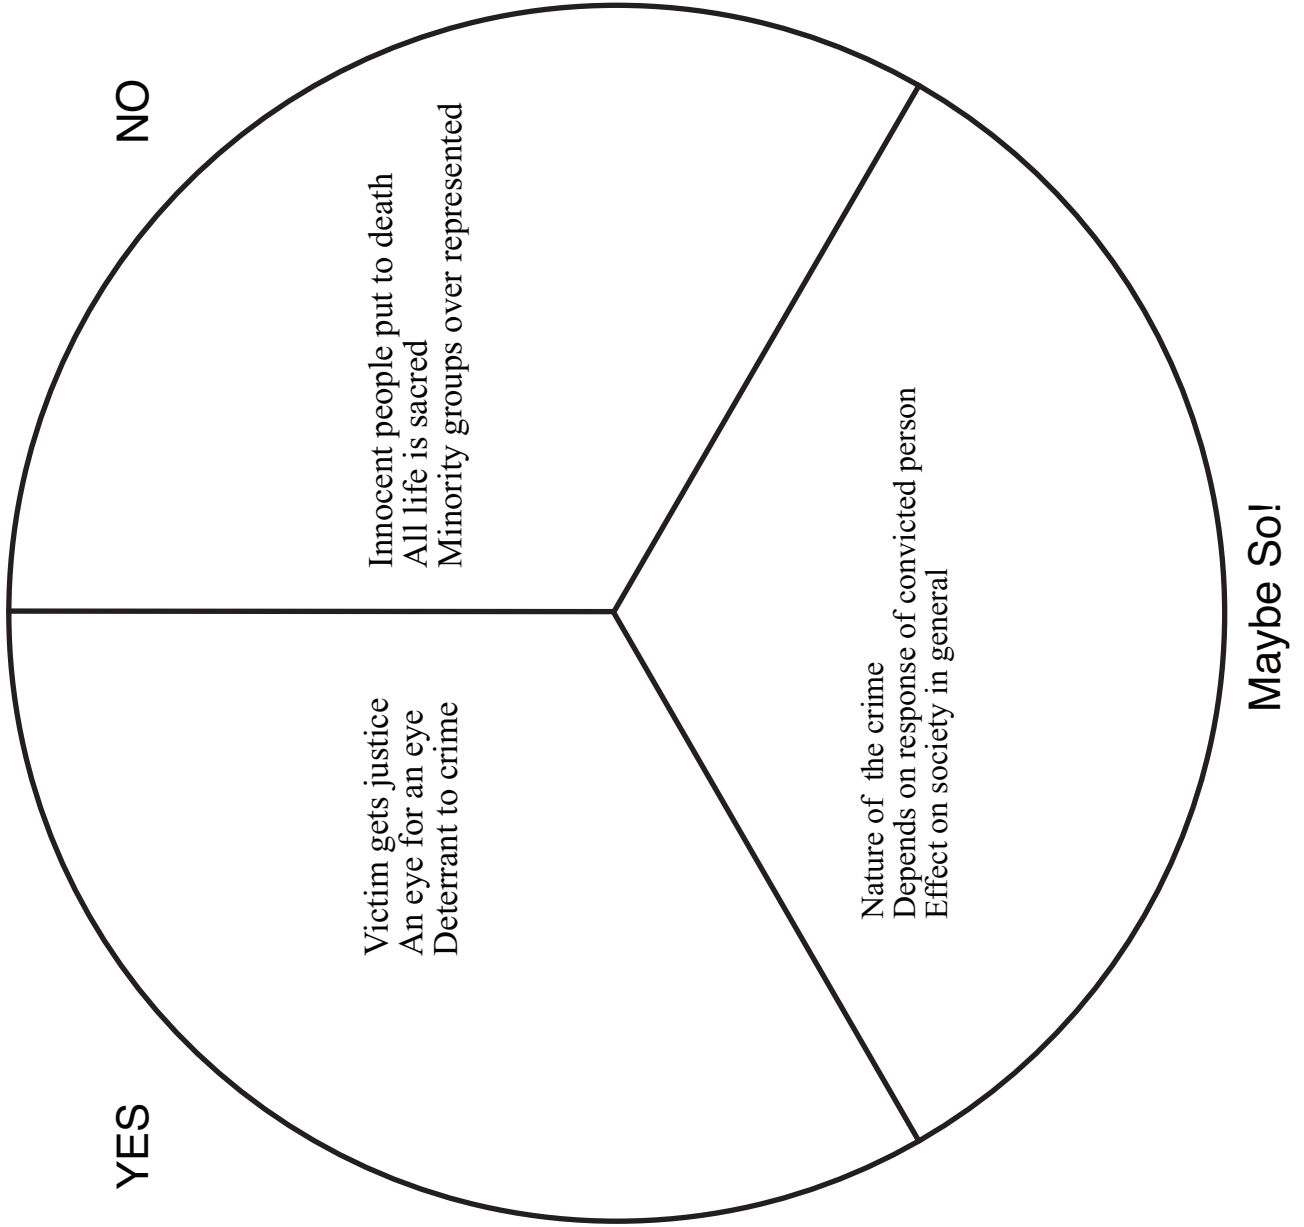 YES
NO
Victim gets justice
An eye for an eye
Deterrant to crime
Innocent people put to death
All life is sacred
Minority groups over represented
Nature of  the crime
Depends on response of convicted person
Effect on society in general
Maybe So!